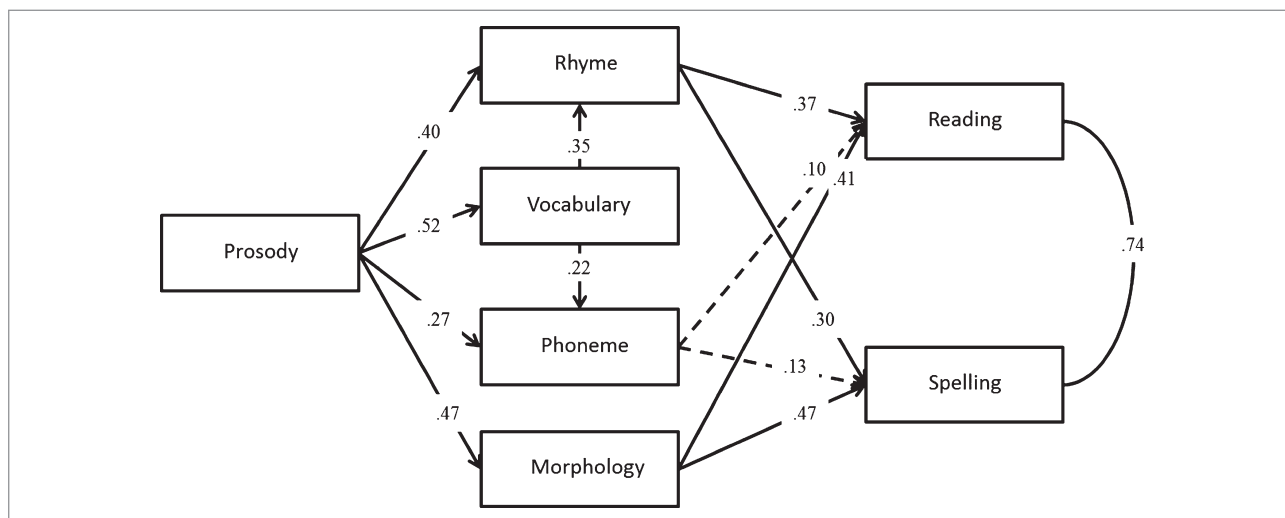 Rhyme
.37
Reading
.40
.35
.10
.41
Vocabulary
.52
Prosody
.74
.22
.27
.30
Phoneme
.13
Spelling
.47
.47
Morphology